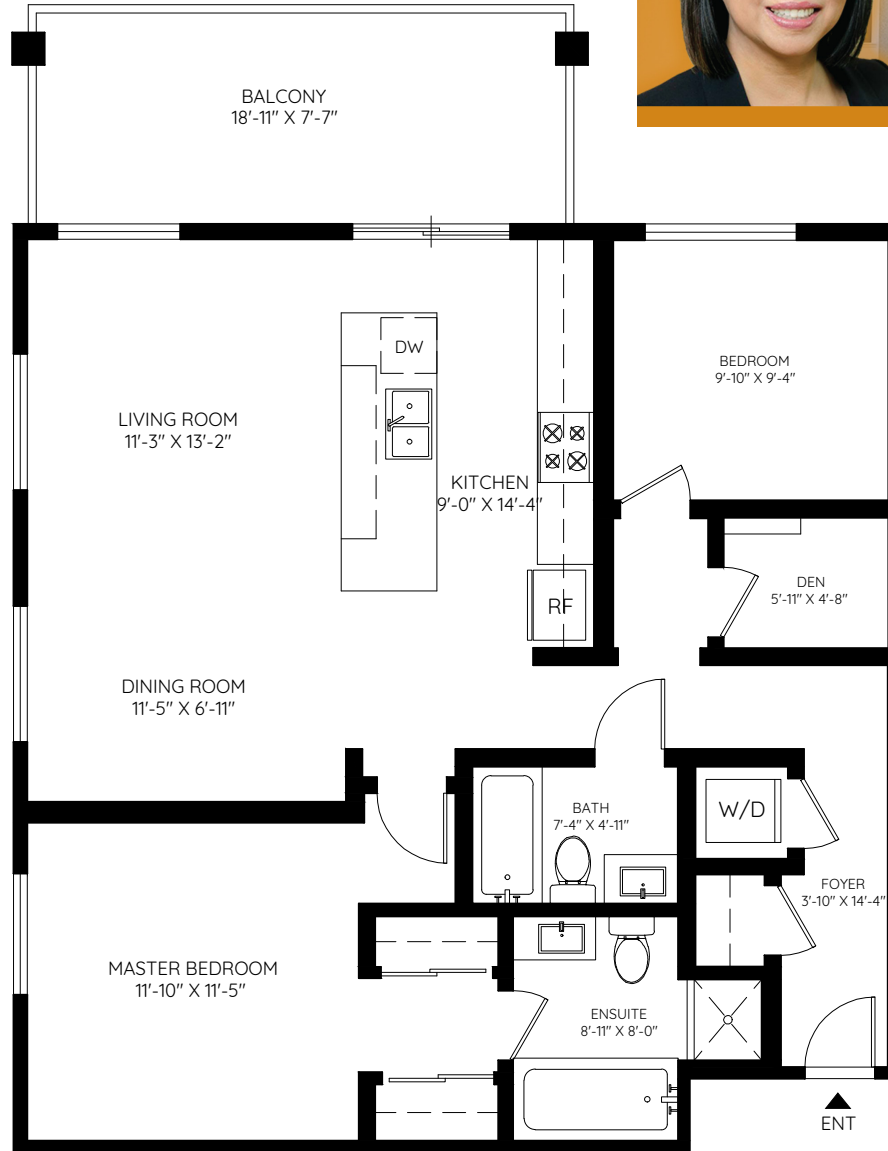 BALCONY
18'-11" X 7'-7"
BEDROOM
9'-10" X 9'-4"
DW
LIVING ROOM
11'-3" X 13'-2"
KITCHEN
9'-0" X 14'-4"
DEN
5'-11" X 4'-8"
RF
DINING ROOM
11'-5" X 6'-11"
BATH
7'-4" X 4'-11"
W/D
FOYER
3'-10" X 14'-4"
MASTER BEDROOM
11'-10" X 11'-5"
ENSUITE
8'-11" X 8'-0"
ENT